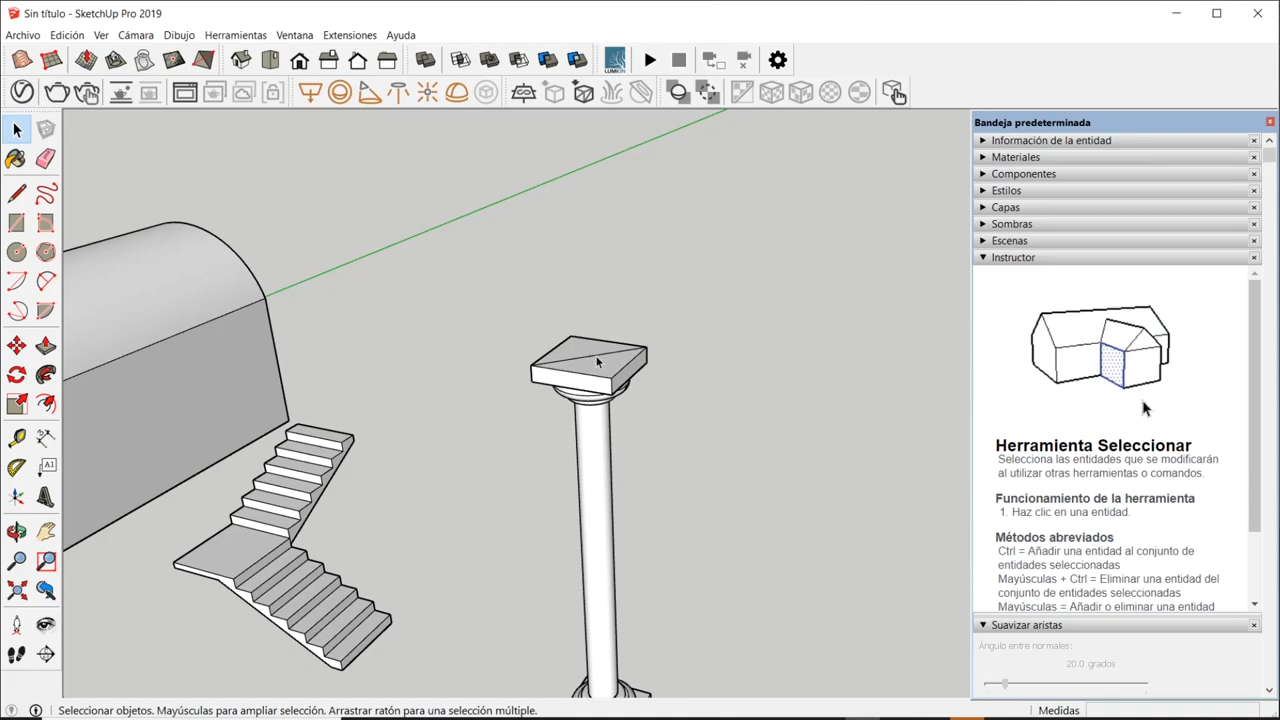 Sin título - SketchUp Pro 2019
Archivo Edición Ver Cámara Dibujo Herramientas Ventana Extensiones Ayuda
LUMION
Bandeja predeterminada
Información de la entidad
Materiales
Componentes
Estilos
Capas
Sombras
Escenas
Instructor
Herramienta Seleccionar
Selecciona las entidades que se modificarán
al utilizar otras herramientas o comandos.
Funcionamiento de la herramienta
1. Haz clic en una entidad.
Métodos abreviados
Ctrl = Añadir una entidad al conjunto de
entidades seleccionadas
Mayúsculas + Ctrl = Eliminar una entidad del
conjunto de entidades seleccionadas
Mayúsculas = Añadir o eliminar una entidad
Suavizar aristas
Ángulo entre normales:
20.0 grados
A1
Seleccionar objetos. Mayúsculas para ampliar selección. Arrastrar ratón para una selección múltiple.
Medidas